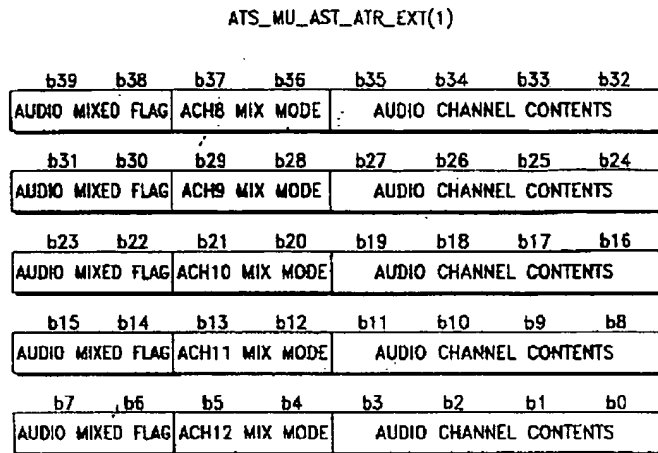 ATS_MU_AST_ATR_EXT(1)
b39 b38 b37 b36 b35 b34 b33 b32
AUDIO MIXED FLAG ACH8 MIX MODE AUDIO CHANNEL CONTENTS
b31 b30 b29 b28 b27 b26 b25 b24
AUDIO MIXED FLAG ACH9 MIX MODE AUDIO CHANNEL CONTENTS
b23 b22 b21 b20 b19 b18 b17 b16
AUDIO MIXED FLAG ACH10 MIX MODE AUDIO CHANNEL CONTENTS
b15 b14 b13 b12 b11 b10 b9 b8
AUDIO MIXED FLAG ACH11 MIX MODE AUDIO CHANNEL CONTENTS
b7 b6 b5 b4 b3 b2 b1 b0
AUDIO MIXED FLAG ACH12 MIX MODE AUDIO CHANNEL CONTENTS